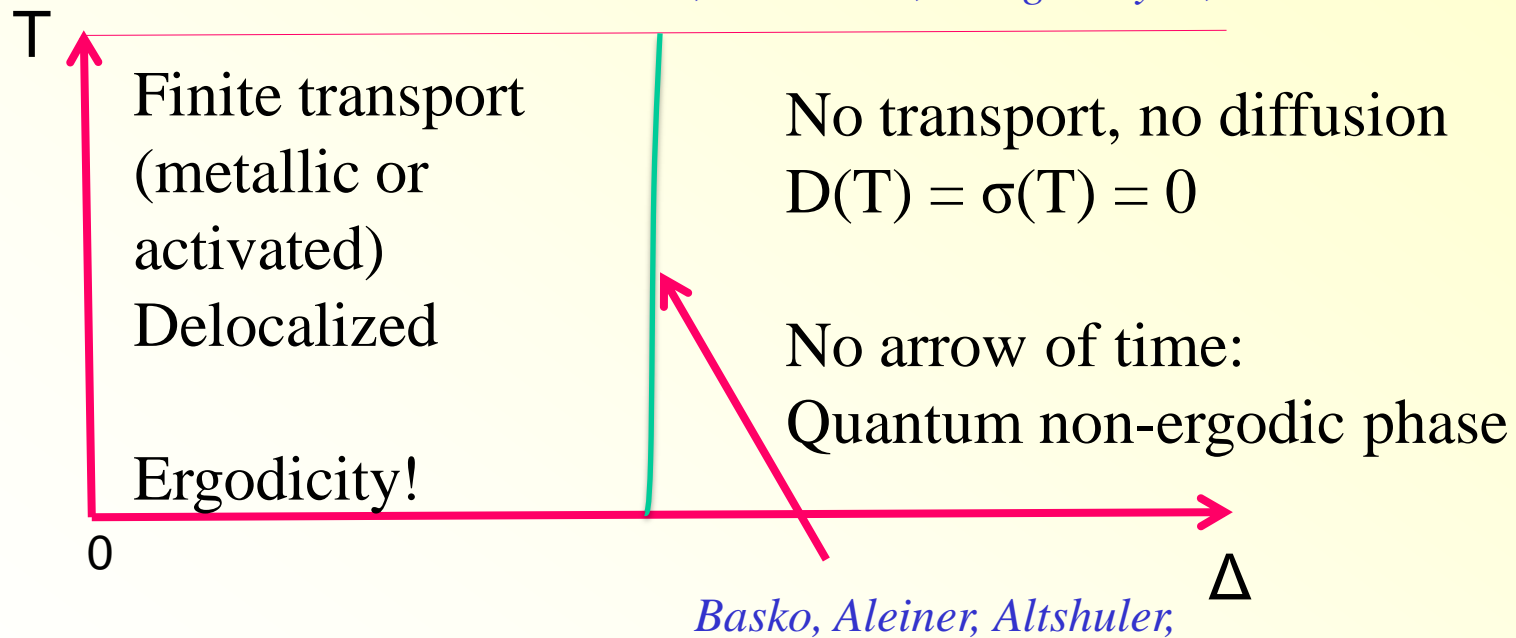 T
Finite transport
(metallic or
activated)
Delocalized
Ergodicity!
No transport, no diffusion
D(T) = σ(T) = 0
No arrow of time:
Quantum non-ergodic phase
0
Δ
Basko, Aleiner, Altshuler,